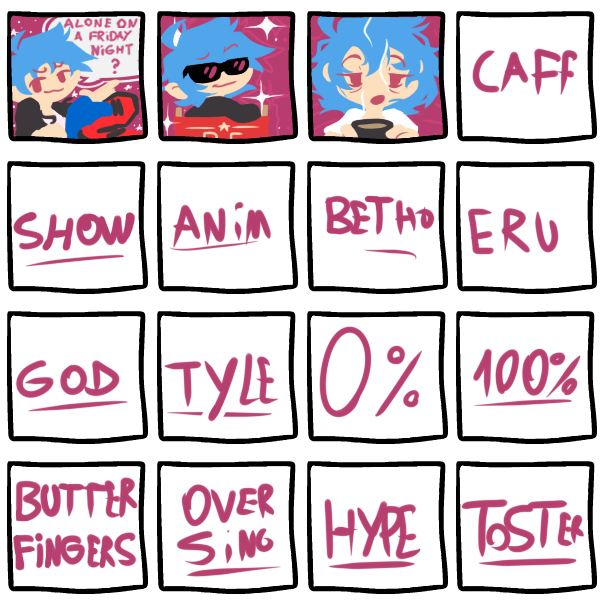 ALONE ON
A FRiDAY
NiGHT
?
CAFF
SHOW
ANiM
BETHO
ERU
GOD
TYLE
0%
100%
BUTTER
FiNGERS
OVER
SiNG
HYPE
TOSTER